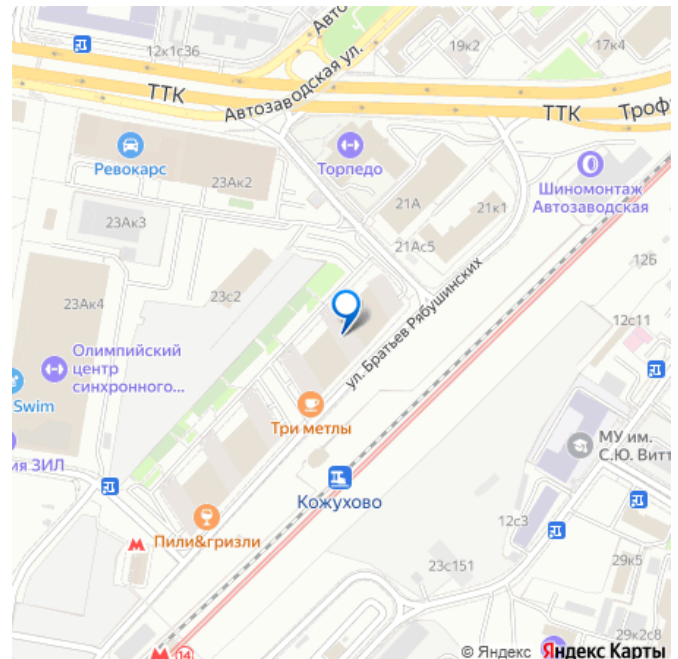 Авто
12к1с36
Автозаводская ул.
19к2
17к4
ТТК
ТТК
Троф
Ревокарс
Торпедо
23Ак2
Шиномонтаж
Автозаводская
21А
21к1
23Ак3
21Ас5
12Б
23с2
23Ак4
12с11
ул. Братьев Рябушинских
Олимпийский
центр
синхронного...
Swim
Три метлы
МУ им.
С.Ю. Витт
ия ЗИЛ
Кожухово
Пили&гризли
12с3
23с151
29к5
29к2с8
14
© Яндекс
Яндекс Карты